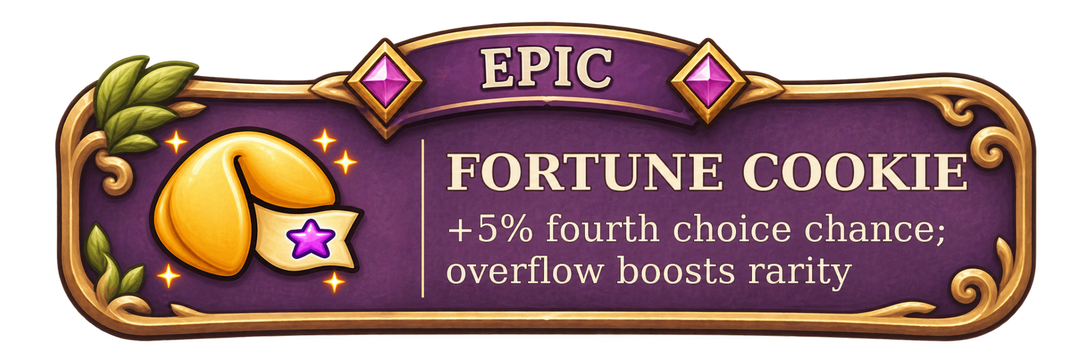 EPIC
FORTUNE COOKIE
+5% fourth choice chance;
overflow boosts rarity